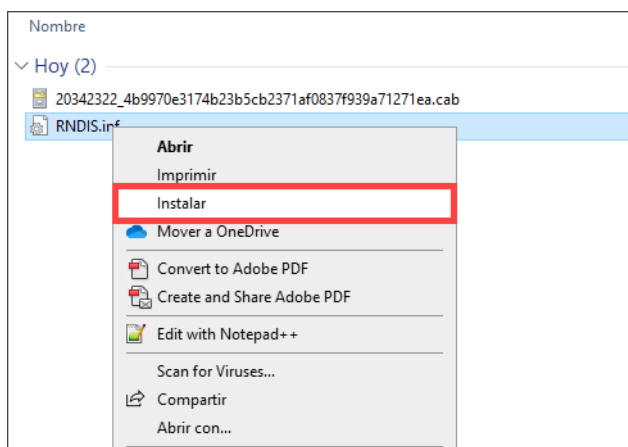 Nombre
Hoy (2)
20342322_4b9970e3174b23b5cb2371af0837f939a71271ea.cab
RNDIS.inf
Abrir
Imprimir
Instalar
Mover a OneDrive
Convert to Adobe PDF
Create and Share Adobe PDF
Edit with Notepad++
Scan for Viruses...
Compartir
Abrir con...